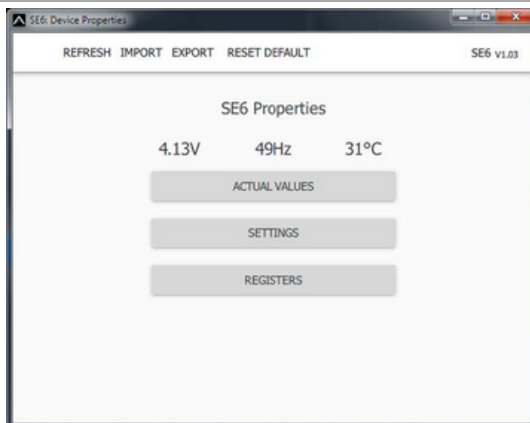 SE6: Device Properties
REFRESH IMPORT EXPORT RESET DEFAULT SE6 V1.03
SE6 Properties
4.13V 49Hz 31°C
ACTUAL VALUES
SETTINGS
REGISTERS